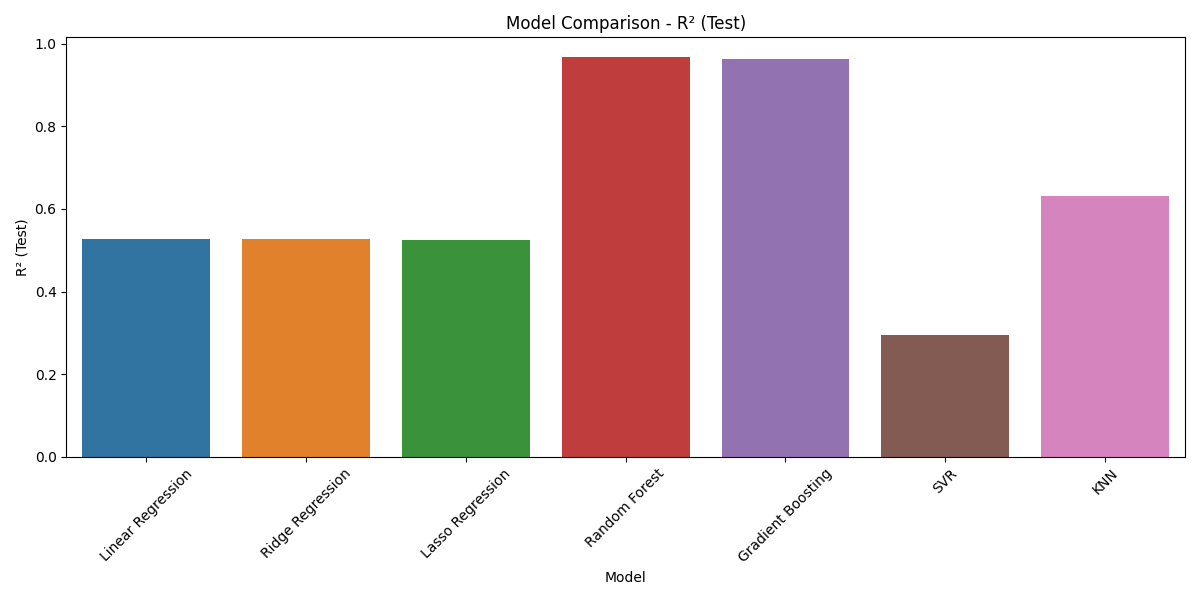 Model Comparison - R² (Test)
R² (Test)
1.0
0.8
0.6
0.4
0.2
0.0
Linear Regression
Ridge Regression
Lasso Regression
Random Forest
Gradient Boosting
SVR
KNN
Model